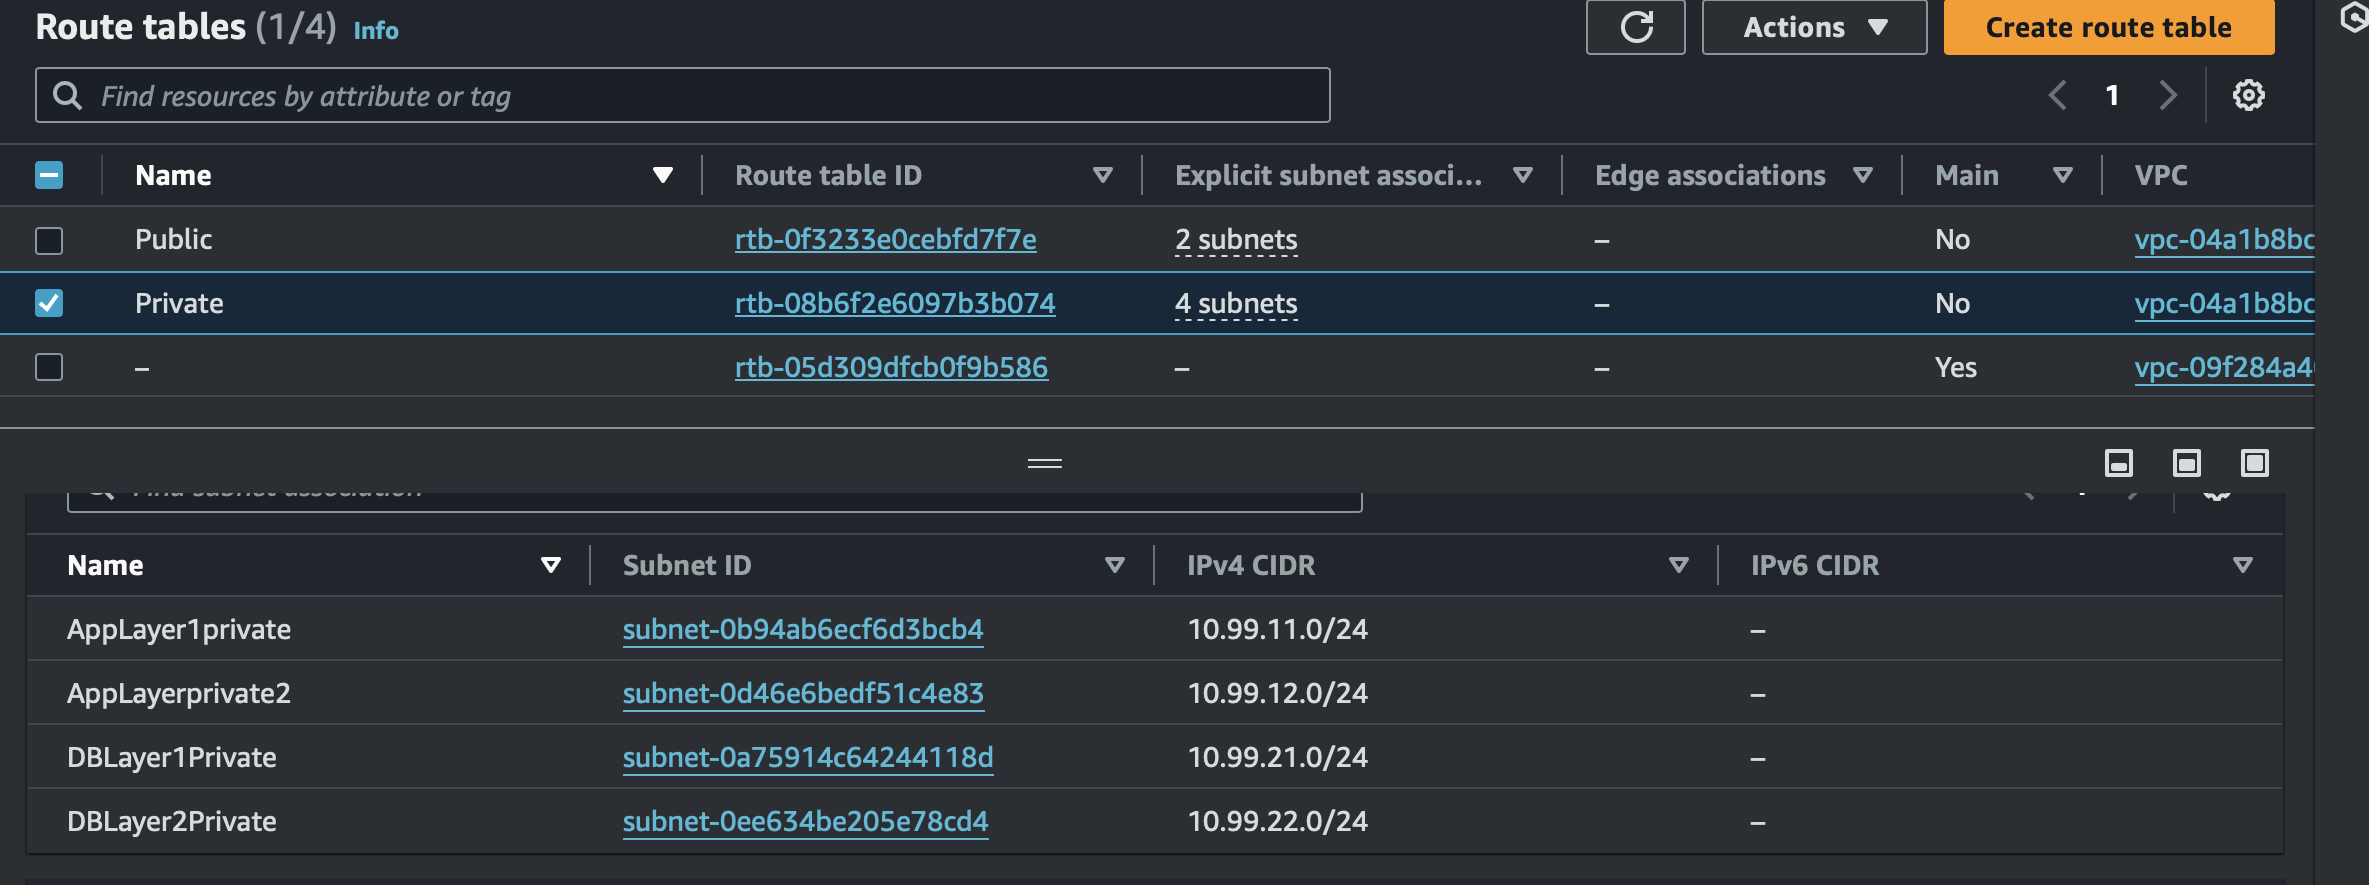 Route tables (1/4) Info
Actions
Create route table
Find resources by attribute or tag
1
Name Route table ID Explicit subnet associ... Edge associations Main VPC
Public rtb-0f3233e0cebfd7f7e 2 subnets – No vpc-04a1b8bc
Private rtb-08b6f2e6097b3b074 4 subnets – No vpc-04a1b8bc
– rtb-05d309dfcb0f9b586 – – Yes vpc-09f284a4
Find subnet association
Name Subnet ID IPv4 CIDR IPv6 CIDR
AppLayer1private subnet-0b94ab6ecf6d3bcb4 10.99.11.0/24 –
AppLayerprivate2 subnet-0d46e6bedf51c4e83 10.99.12.0/24 –
DBLayer1Private subnet-0a75914c64244118d 10.99.21.0/24 –
DBLayer2Private subnet-0ee634be205e78cd4 10.99.22.0/24 –